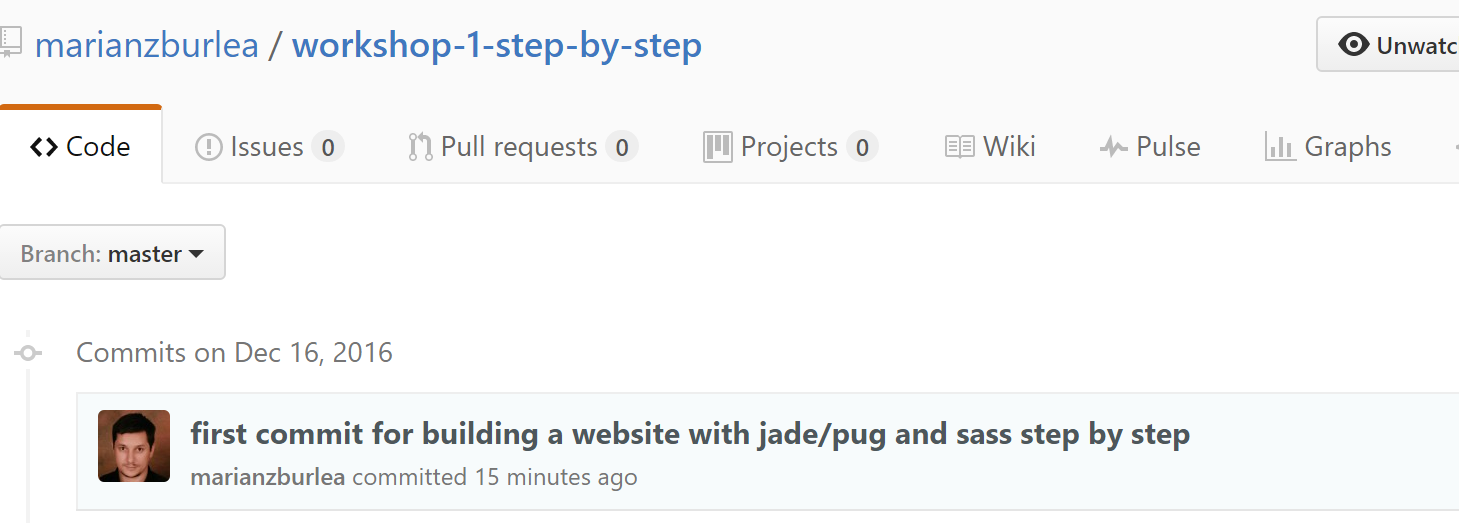 marianzburlea / workshop-1-step-by-step
Unwatc
Code Issues 0 Pull requests 0 Projects 0 Wiki Pulse Graphs
Branch: master
Commits on Dec 16, 2016
first commit for building a website with jade/pug and sass step by step
marianzburlea committed 15 minutes ago